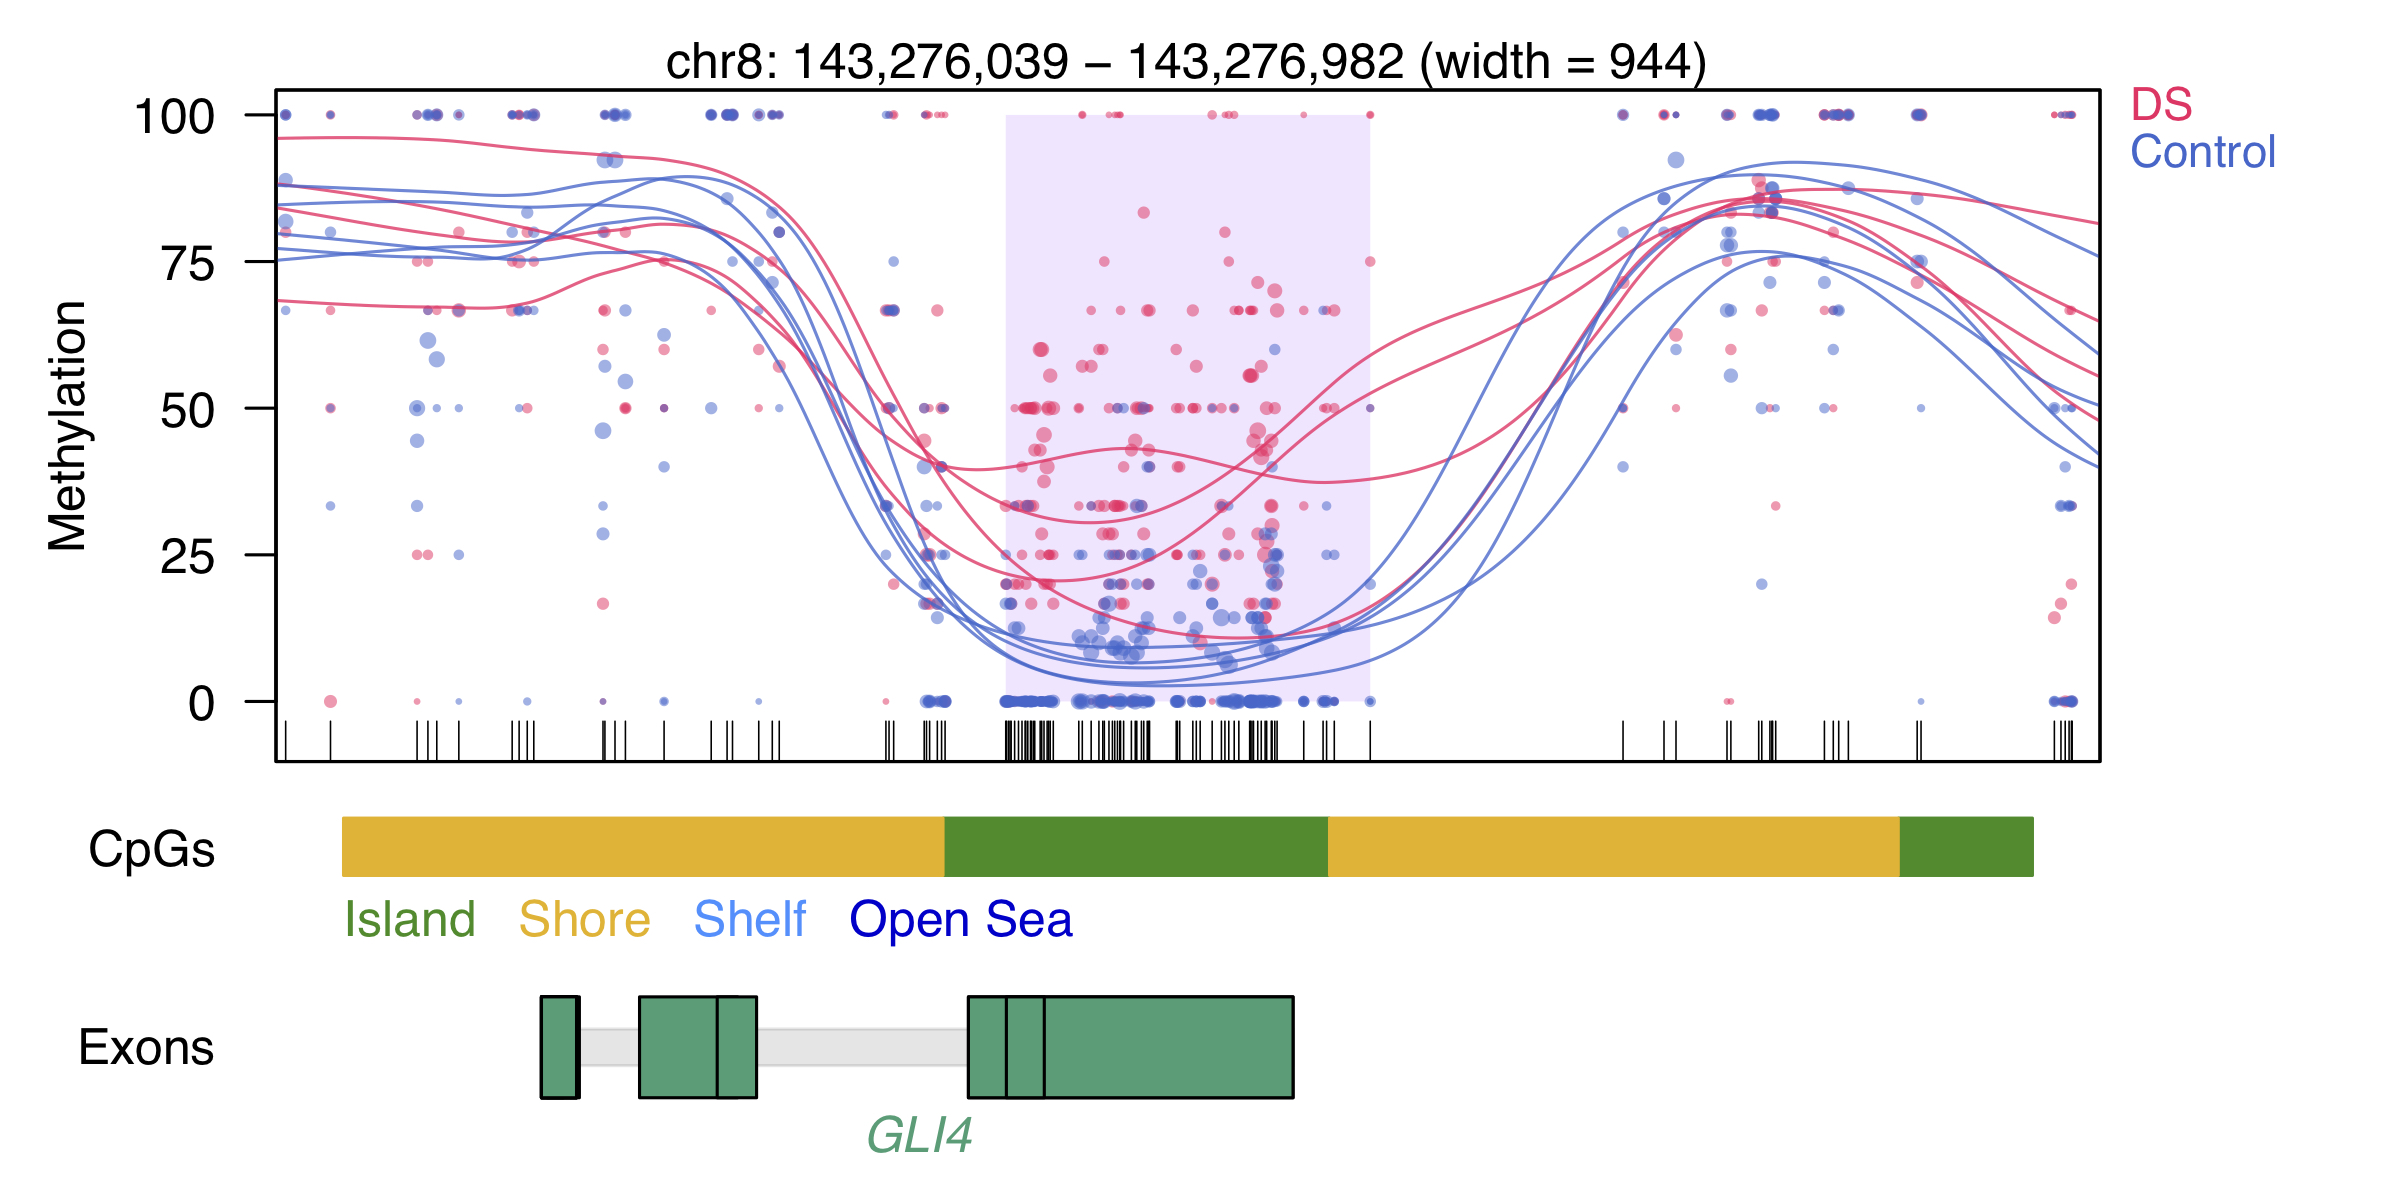 chr8: 143,276,039 – 143,276,982 (width = 944)
DS
Control
Methylation
100
75
50
25
0
CpGs
Island Shore Shelf Open Sea
Exons
GLI4